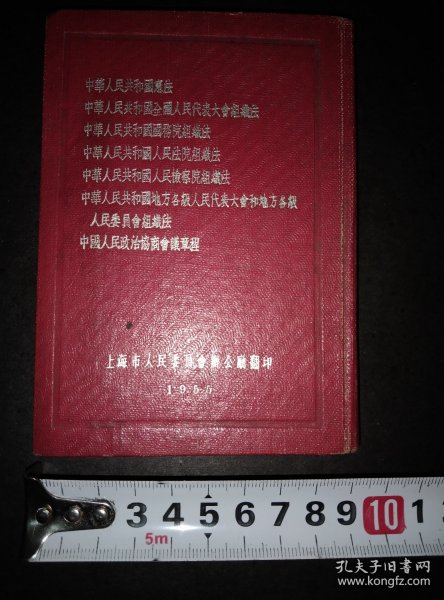 中華人民共和國憲法
中華人民共和國全國人民代表大會組織法
中華人民共和國國務院組織法
中華人民共和國人民法院組織法
中華人民共和國人民檢察院組織法
中華人民共和國地方各級人民代表大會和地方各級
人民委員會組織法
中國人民政治協商會議章程
上海市人民委員會辦公廳翻印
1955
3 4 5 6 7 8 9 10 1
5m
孔夫子旧书网
www.kongfz.com